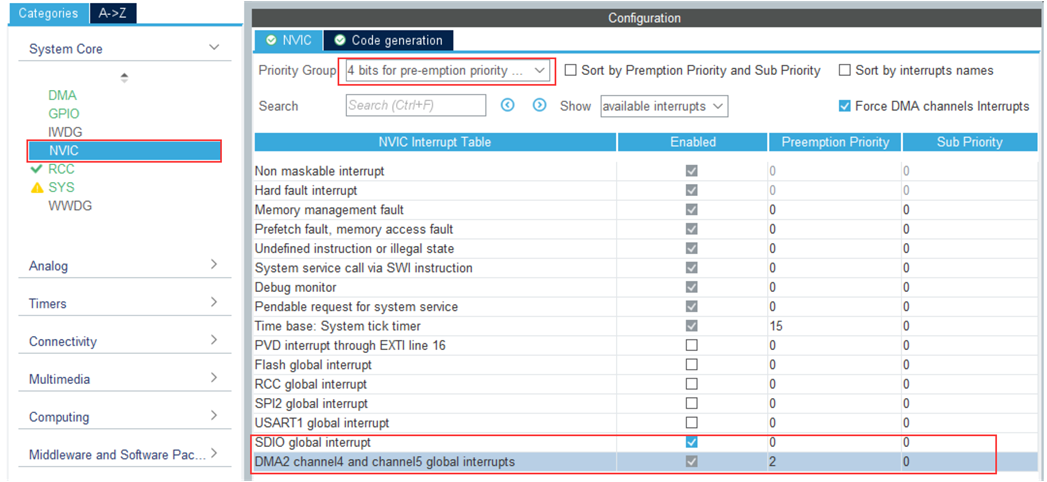 Categories A->Z
System Core
DMA
GPIO
IWDG
NVIC
RCC
SYS
WWDG
Analog
Timers
Connectivity
Multimedia
Computing
Middleware and Software Pac...
Configuration
NVIC Code generation
Priority Group 4 bits for pre-emption priority ... Sort by Premption Priority and Sub Priority Sort by interrupts names
Search Search (Ctrl+F) Show available interrupts Force DMA channels Interrupts
NVIC Interrupt Table Enabled Preemption Priority Sub Priority
Non maskable interrupt 0 0
Hard fault interrupt 0 0
Memory management fault 0 0
Prefetch fault, memory access fault 0 0
Undefined instruction or illegal state 0 0
System service call via SWI instruction 0 0
Debug monitor 0 0
Pendable request for system service 0 0
Time base: System tick timer 15 0
PVD interrupt through EXTI line 16 0 0
Flash global interrupt 0 0
RCC global interrupt 0 0
SPI2 global interrupt 0 0
USART1 global interrupt 0 0
SDIO global interrupt 0 0
DMA2 channel4 and channel5 global interrupts 2 0